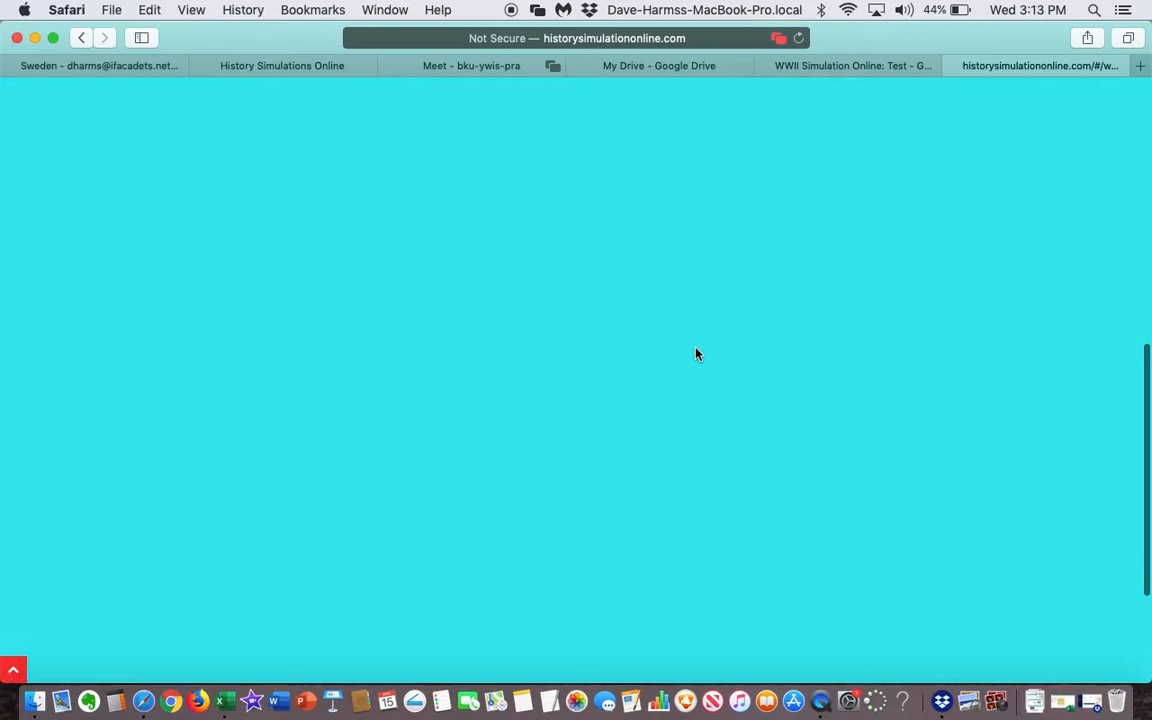 Safari File Edit View History Bookmarks Window Help Dave-Harmss-MacBook-Pro.local 44% Wed 3:13 PM
Not Secure — historysimulationonline.com
Sweden - dharms@ifacadets.net... History Simulations Online Meet - bku-ywis-pra My Drive - Google Drive WWII Simulation Online: Test - G... historysimulationonline.com/#/w...
15